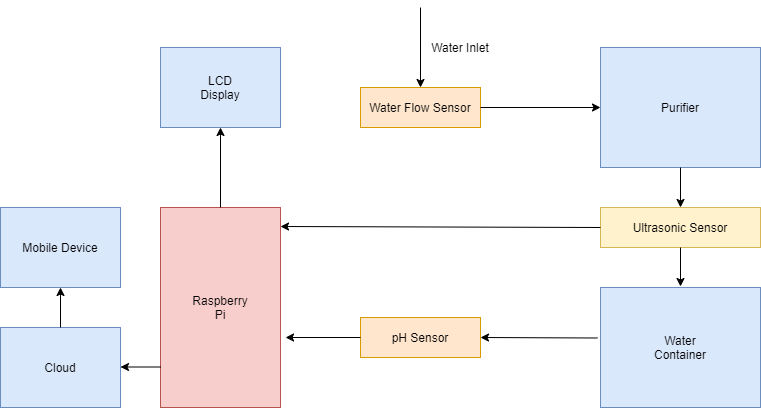 Water Inlet
LCD
Display
Water Flow Sensor
Purifier
Mobile Device
Ultrasonic Sensor
Raspberry
Pi
pH Sensor
Water
Container
Cloud